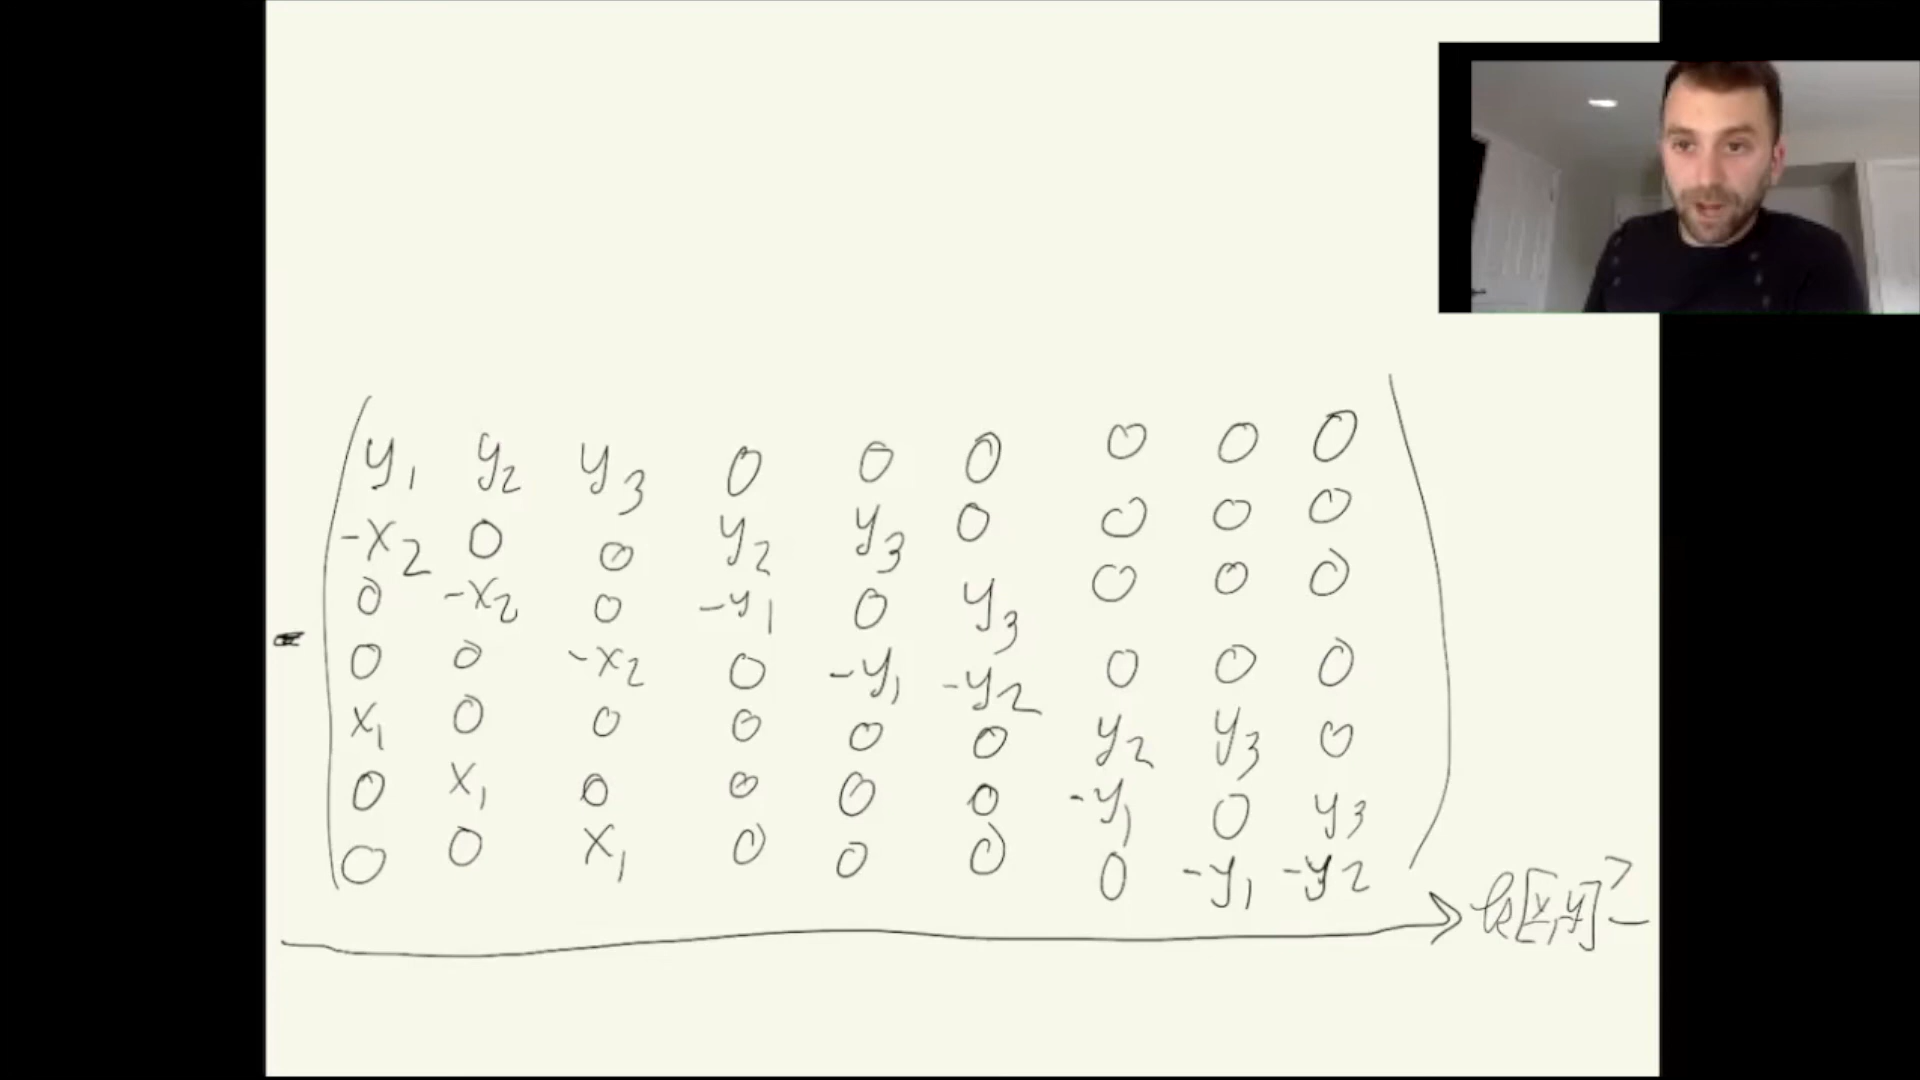 y₁ y₂ y₃ 0 0 0 0 0 0
-x₂ 0 0 y₂ y₃ 0 0 0 0
0 -x₂ 0 -y₁ 0 y₃ 0 0 0
0 0 -x₂ 0 -y₁ -y₂ 0 0 0
x₁ 0 0 0 0 0 y₂ y₃ 0
0 x₁ 0 0 0 0 -y₁ 0 y₃
0 0 x₁ 0 0 0 0 -y₁ -y₂
k[x,y]⁷